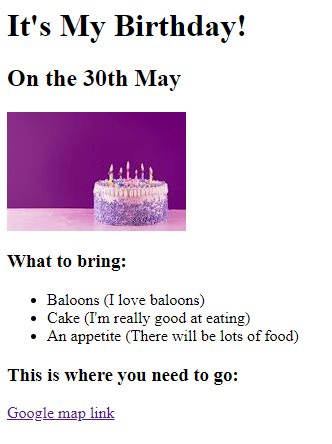 It's My Birthday!
On the 30th May
What to bring:
Baloons (I love baloons)
Cake (I'm really good at eating)
An appetite (There will be lots of food)
This is where you need to go:
Google map link